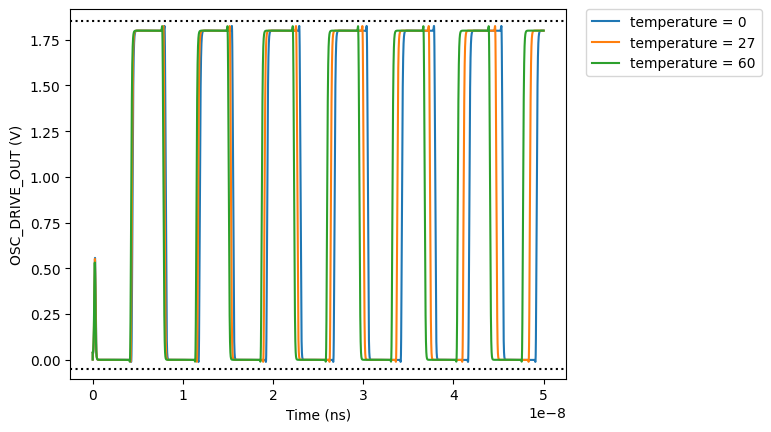 temperature = 0
temperature = 27
temperature = 60
OSC_DRIVE_OUT (V)
1.75
1.50
1.25
1.00
0.75
0.50
0.25
0.00
0
1
2
3
4
5
1e−8
Time (ns)